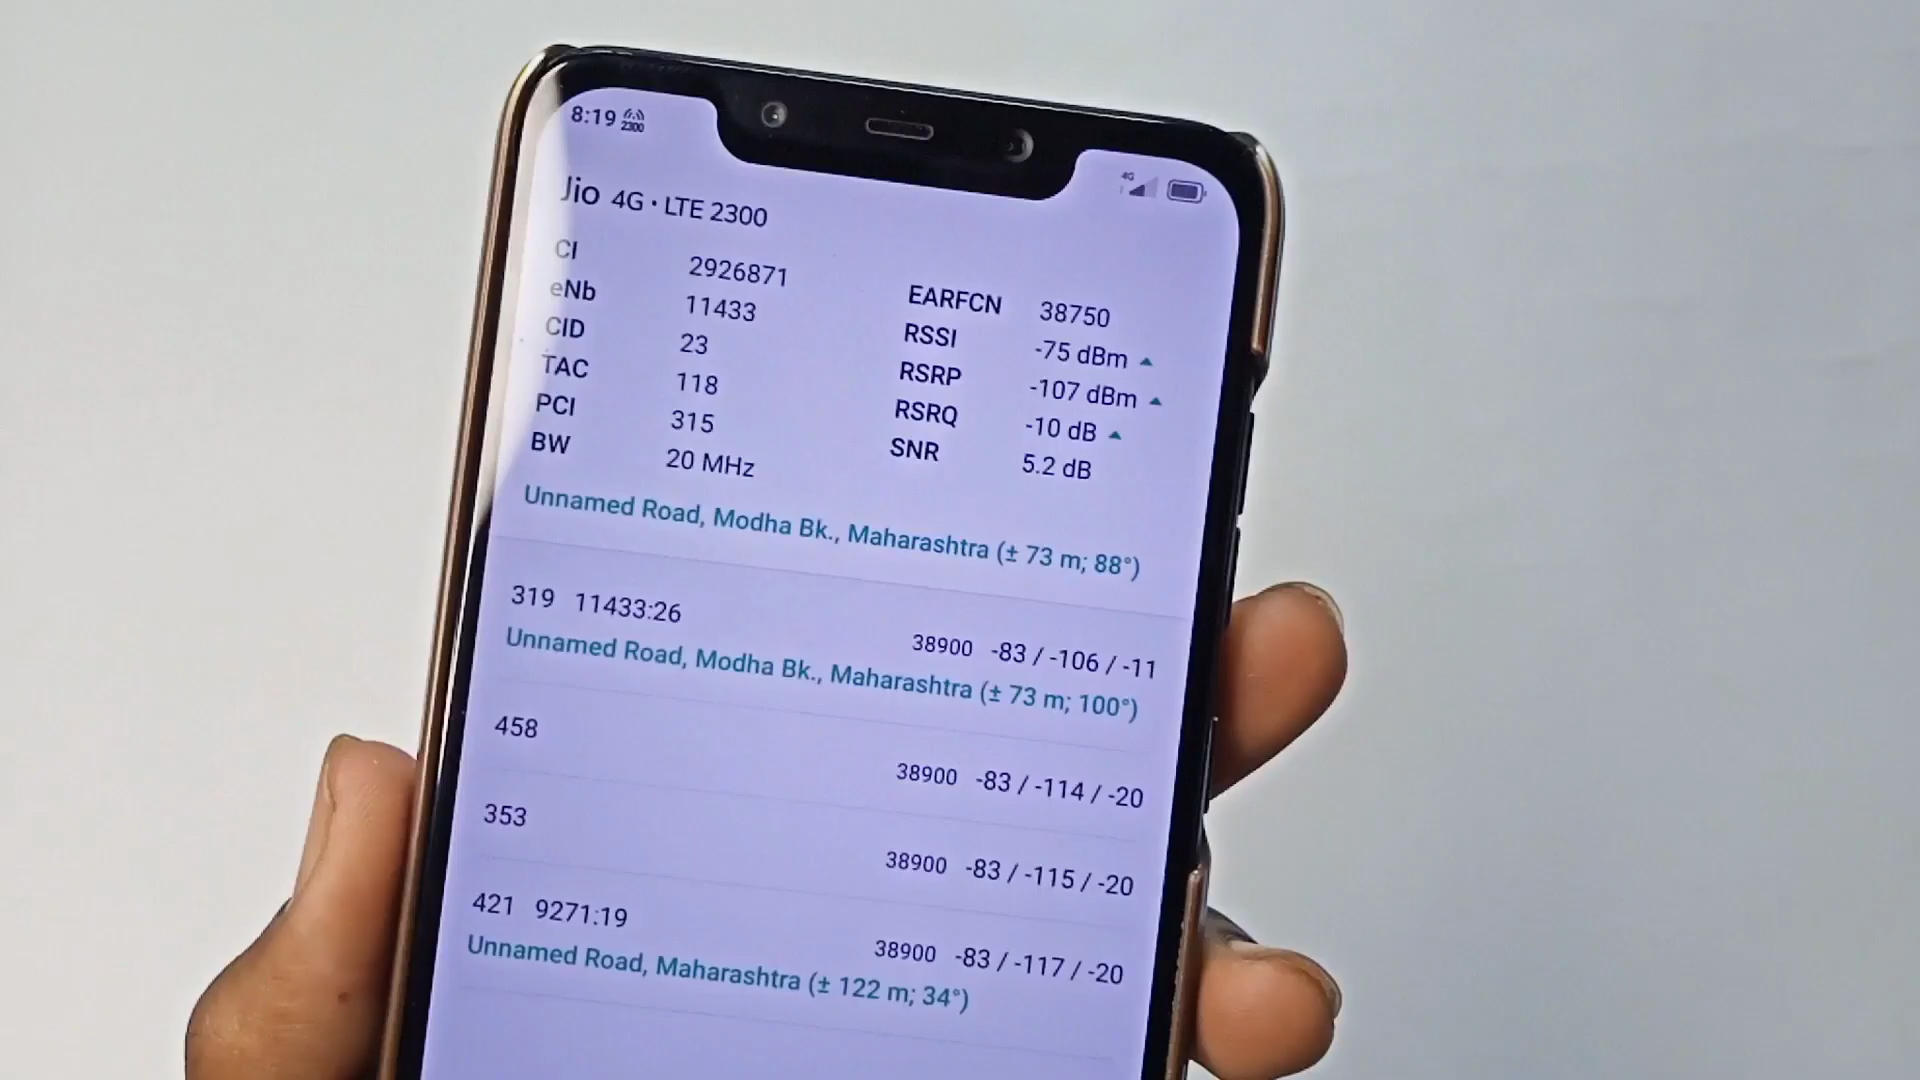 8:19 2300
4G
Jio 4G • LTE 2300
CI 2926871
EARFCN 38750
eNb 11433
RSSI -75 dBm
CID 23
RSRP -107 dBm
TAC 118
RSRQ -10 dB
PCI 315
SNR 5.2 dB
BW 20 MHz
Unnamed Road, Modha Bk., Maharashtra (± 73 m; 88°)
319 11433:26 38900 -83 / -106 / -11
Unnamed Road, Modha Bk., Maharashtra (± 73 m; 100°)
458 38900 -83 / -114 / -20
353 38900 -83 / -115 / -20
421 9271:19 38900 -83 / -117 / -20
Unnamed Road, Maharashtra (± 122 m; 34°)